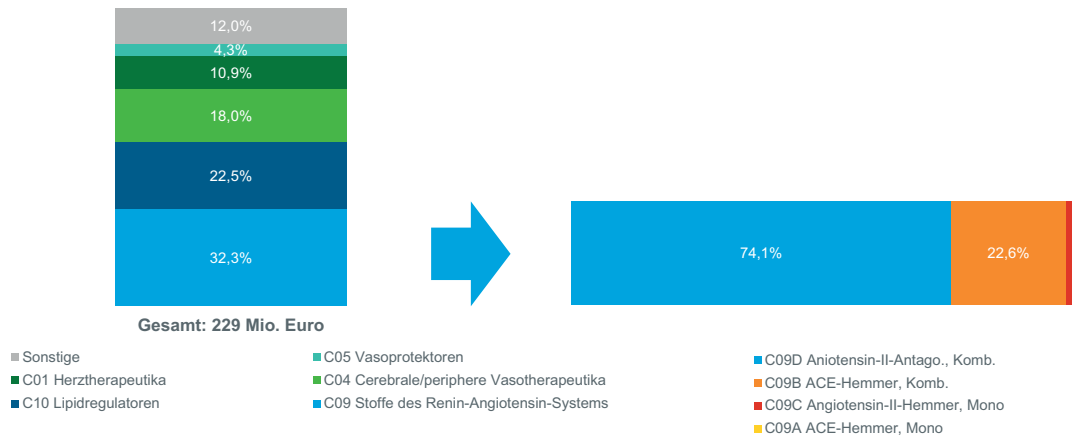 12,0%
4,3%
10,9%
18,0%
22,5%
32,3%
74,1%
22,6%
Gesamt: 229 Mio. Euro
Sonstige
C05 Vasoprotektoren
C01 Herztherapeutika
C04 Cerebrale/periphere Vasotherapeutika
C10 Lipidregulatoren
C09 Stoffe des Renin-Angiotensin-Systems
C09D Aniotensin-II-Antago., Komb.
C09B ACE-Hemmer, Komb.
C09C Angiotensin-II-Hemmer, Mono
C09A ACE-Hemmer, Mono